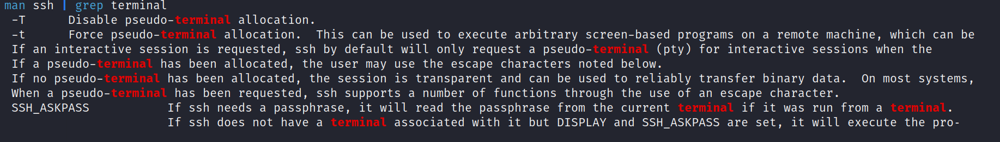 man ssh | grep terminal
-T      Disable pseudo-terminal allocation.
-t      Force pseudo-terminal allocation.  This can be used to execute arbitrary screen-based programs on a remote machine, which can be
If an interactive session is requested, ssh by default will only request a pseudo-terminal (pty) for interactive sessions when the
If a pseudo-terminal has been allocated, the user may use the escape characters noted below.
If no pseudo-terminal has been allocated, the session is transparent and can be used to reliably transfer binary data.  On most systems,
When a pseudo-terminal has been requested, ssh supports a number of functions through the use of an escape character.
SSH_ASKPASS           If ssh needs a passphrase, it will read the passphrase from the current terminal if it was run from a terminal.
If ssh does not have a terminal associated with it but DISPLAY and SSH_ASKPASS are set, it will execute the pro-